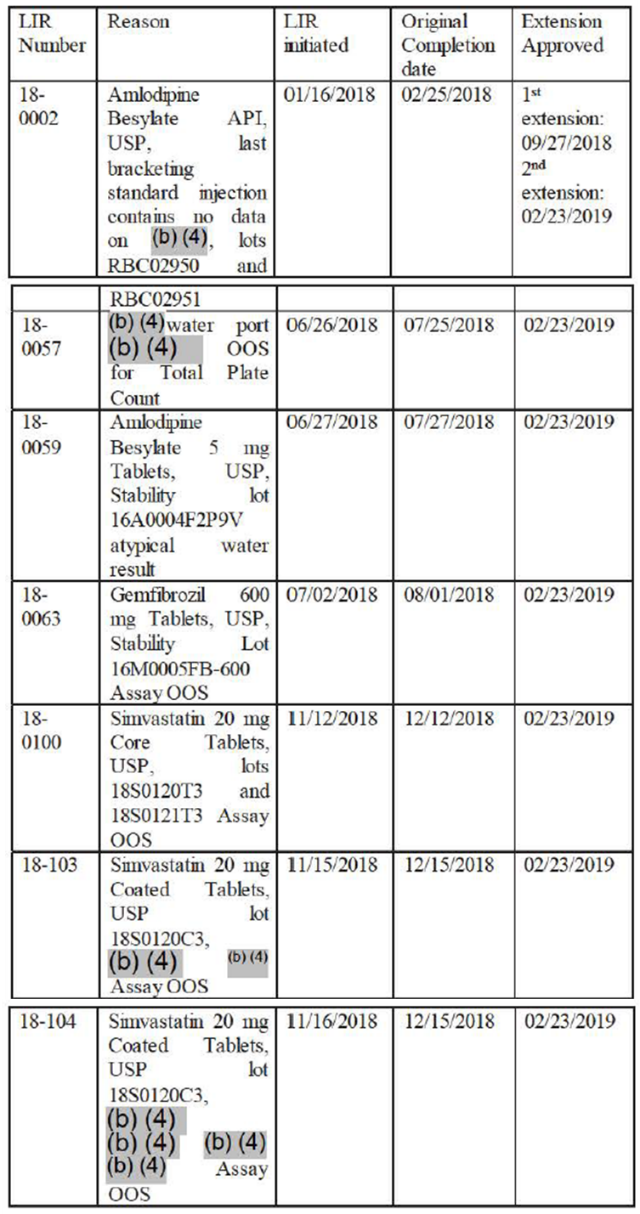 LIR Number Reason LIR initiated Original Completion date Extension Approved
18-0002 Amlodipine Besylate API, USP, last bracketing standard injection contains no data on (b) (4), lots RBC02950 and 01/16/2018 02/25/2018 1st extension: 09/27/2018 2nd extension: 02/23/2019
RBC02951
18-0057 (b) (4) water port (b) (4) OOS for Total Plate Count 06/26/2018 07/25/2018 02/23/2019
18-0059 Amlodipine Besylate 5 mg Tablets, USP, Stability lot 16A0004F2P9V atypical water result 06/27/2018 07/27/2018 02/23/2019
18-0063 Gemfibrozil 600 mg Tablets, USP, Stability Lot 16M0005FB-600 Assay OOS 07/02/2018 08/01/2018 02/23/2019
18-0100 Simvastatin 20 mg Core Tablets, USP, lots 18S0120T3 and 18S0121T3 Assay OOS 11/12/2018 12/12/2018 02/23/2019
18-103 Simvastatin 20 mg Coated Tablets, USP lot 18S0120C3, (b) (4) (b) (4) Assay OOS 11/15/2018 12/15/2018 02/23/2019
18-104 Simvastatin 20 mg Coated Tablets, USP lot 18S0120C3, (b) (4) (b) (4) (b) (4) (b) (4) Assay OOS 11/16/2018 12/15/2018 02/23/2019